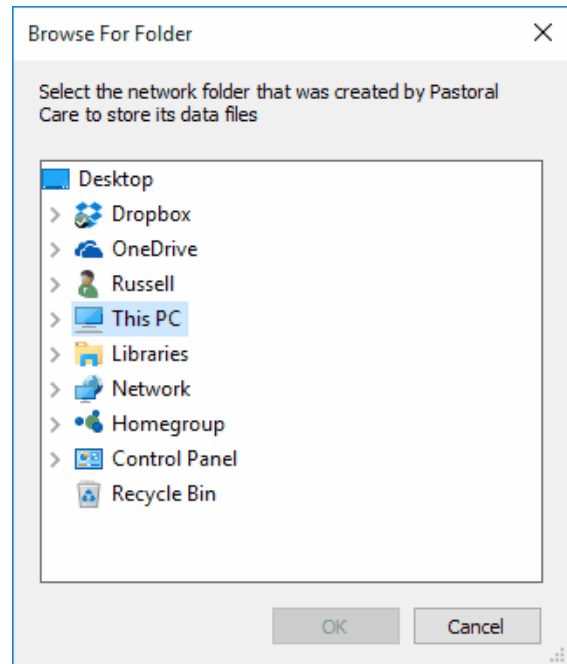 Browse For Folder
Select the network folder that was created by Pastoral
Care to store its data files
Desktop
Dropbox
OneDrive
Russell
This PC
Libraries
Network
Homegroup
Control Panel
Recycle Bin
OK
Cancel